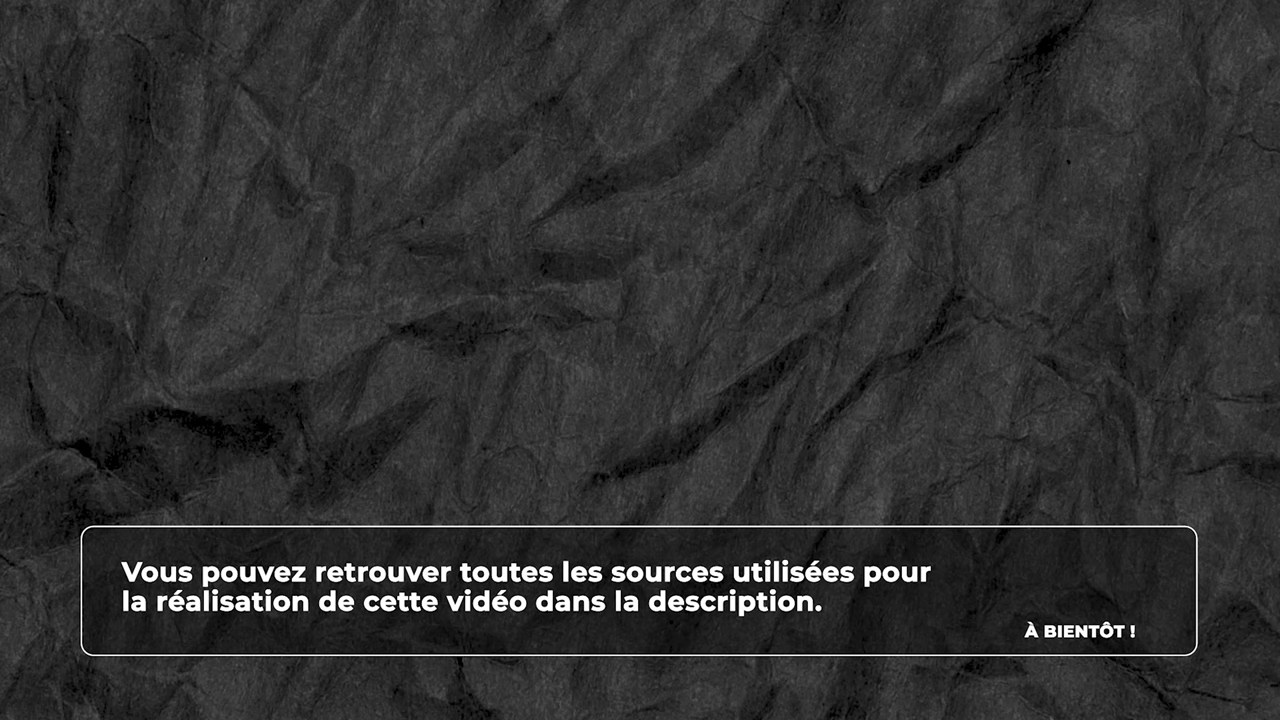 Vous pouvez retrouver toutes les sources utilisées pour
la réalisation de cette vidéo dans la description.
À BIENTÔT !